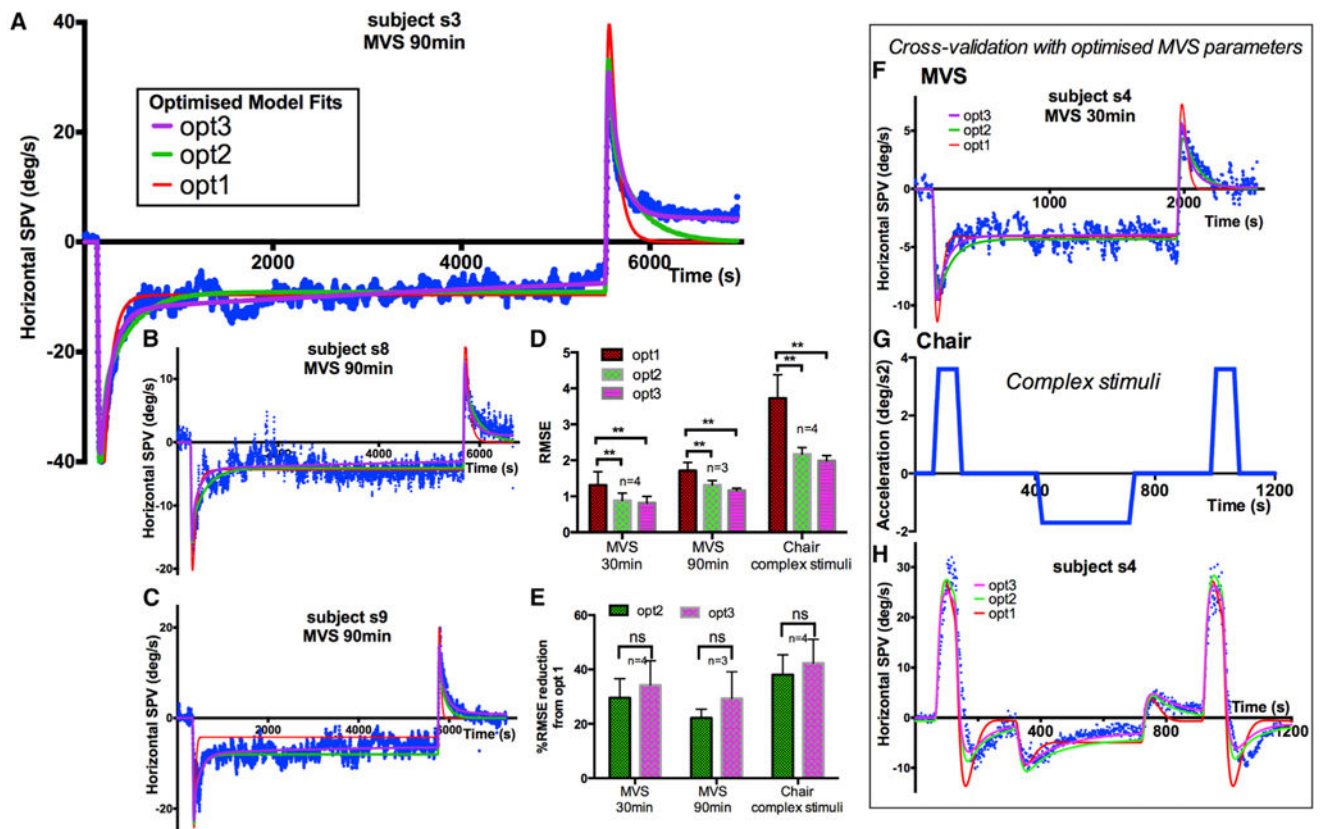 A
subject s3
MVS 90min
40
20
0
-20
-40
Horizontal SPV (deg/s)
Optimised Model Fits
opt3
opt2
opt1
2000
4000
6000
Time (s)
B
subject s8
MVS 90min
10
0
-10
-20
Horizontal SPV (deg/s)
4000
6000
Time (s)
C
subject s9
MVS 90min
20
0
-20
Horizontal SPV (deg/s)
2000
4000
5000
Time (s)
D
5
4
3
2
1
0
RMSE
opt1
opt2
opt3
**
**
n=4
**
**
n=3
**
**
n=4
MVS
30min
MVS
90min
Chair
complex stimuli
E
60
40
20
0
%RMSE reduction
from opt 1
opt2
opt3
ns
n=4
ns
n=3
ns
n=4
MVS
30min
MVS
90min
Chair
complex stimuli
Cross-validation with optimised MVS parameters
F
MVS
subject s4
MVS 30min
opt3
opt2
opt1
5
0
-5
-10
Horizontal SPV (deg/s)
1000
2000
Time (s)
G
Chair
Complex stimuli
4
2
0
-2
Acceleration (deg/s2)
400
800
1200
Time (s)
H
subject s4
opt3
opt2
opt1
30
20
10
0
-10
Horizontal SPV (deg/s)
400
800
1200
Time (s)